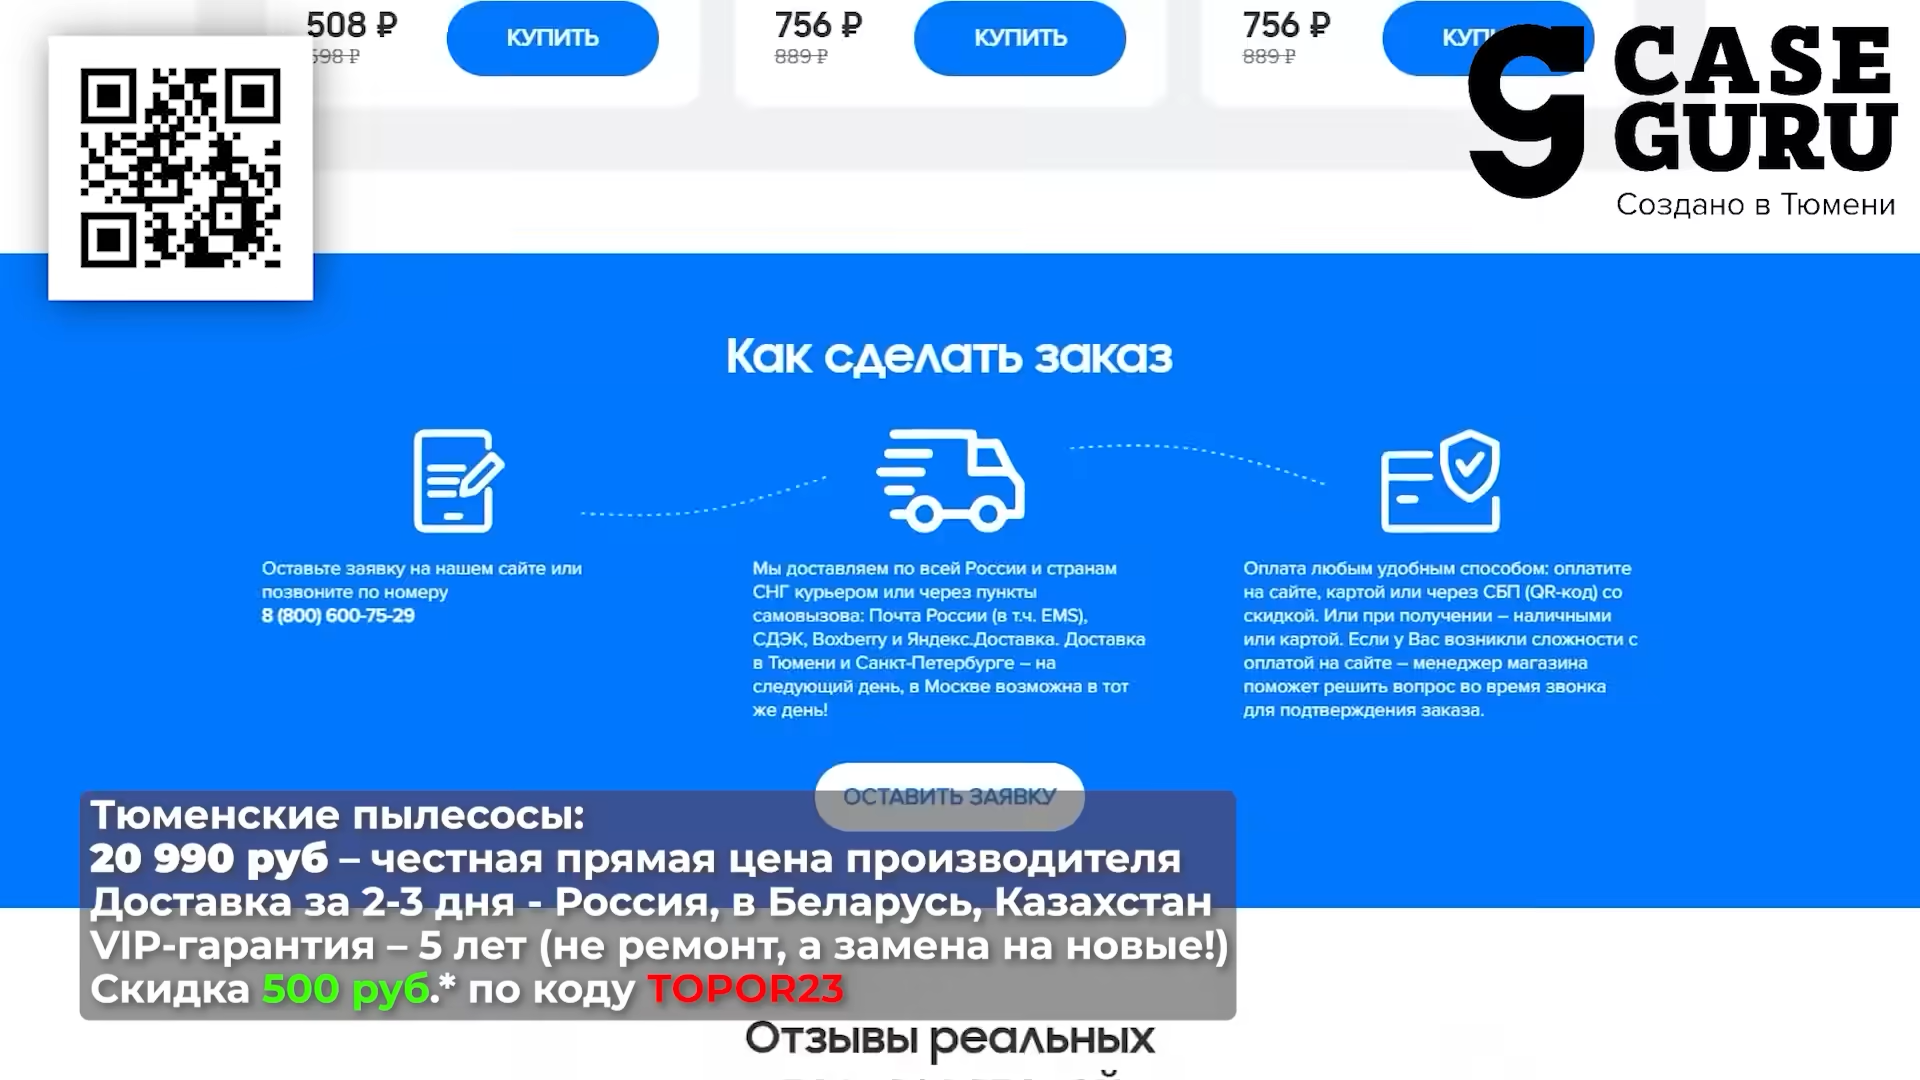 508 ₽
598 ₽
КУПИТЬ
756 ₽
889 ₽
КУПИТЬ
756 ₽
889 ₽
CASE
GURU
Создано в Тюмени
Как сделать заказ
Оставьте заявку на нашем сайте или
позвоните по номеру
8 (800) 600-75-29
Мы доставляем по всей России и странам
СНГ курьером или через пункты
самовызова: Почта России (в т.ч. EMS),
СДЭК, Boxberry и Яндекс.Доставка. Доставка
в Тюмени и Санкт-Петербурге – на
следующий день, в Москве возможна в тот
же день!
Оплата любым удобным способом: оплатите
на сайте, картой или через СБП (QR-код) со
скидкой. Или при получении – наличными
или картой. Если у Вас возникли сложности с
оплатой на сайте – менеджер магазина
поможет решить вопрос во время звонка
для подтверждения заказа.
ОСТАВИТЬ ЗАЯВКУ
Тюменские пылесосы:
20 990 руб – честная прямая цена производителя
Доставка за 2-3 дня - Россия, в Беларусь, Казахстан
VIP-гарантия – 5 лет (не ремонт, а замена на новые!)
Скидка 500 руб.* по коду TOPOR23
Отзывы реальных